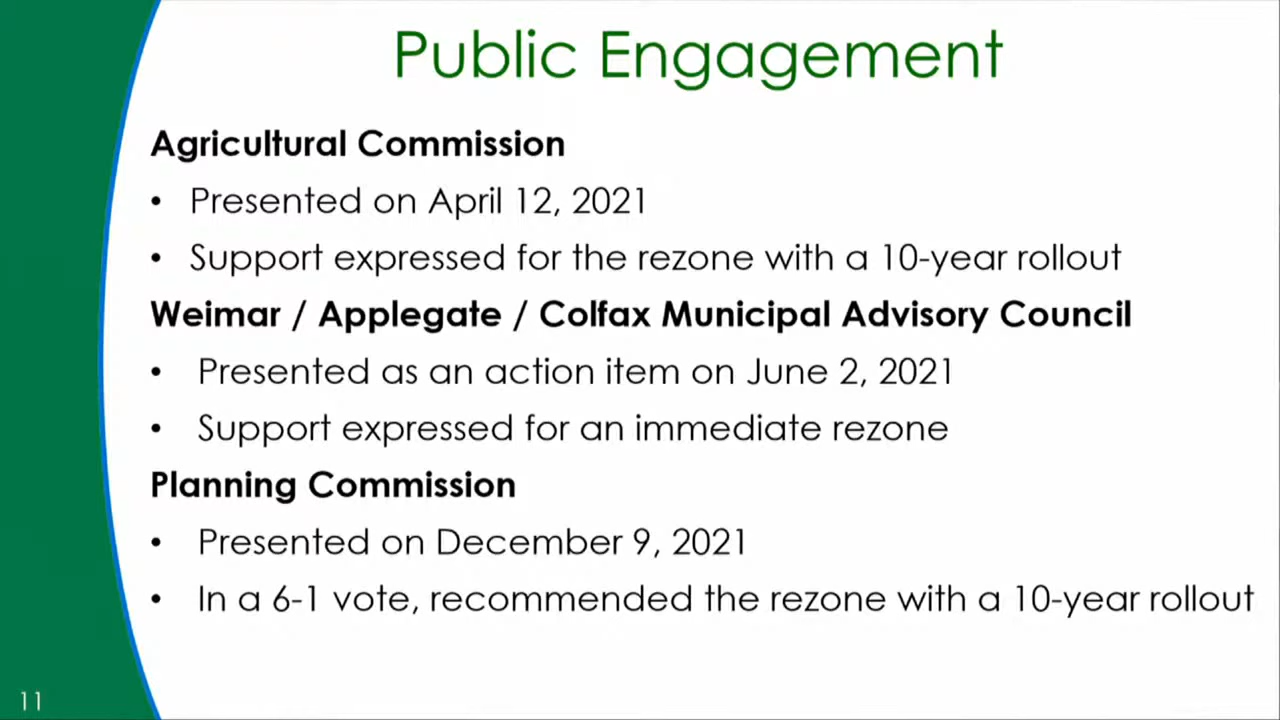 Public Engagement
Agricultural Commission
• Presented on April 12, 2021
• Support expressed for the rezone with a 10-year rollout
Weimar / Applegate / Colfax Municipal Advisory Council
• Presented as an action item on June 2, 2021
• Support expressed for an immediate rezone
Planning Commission
• Presented on December 9, 2021
• In a 6-1 vote, recommended the rezone with a 10-year rollout
11